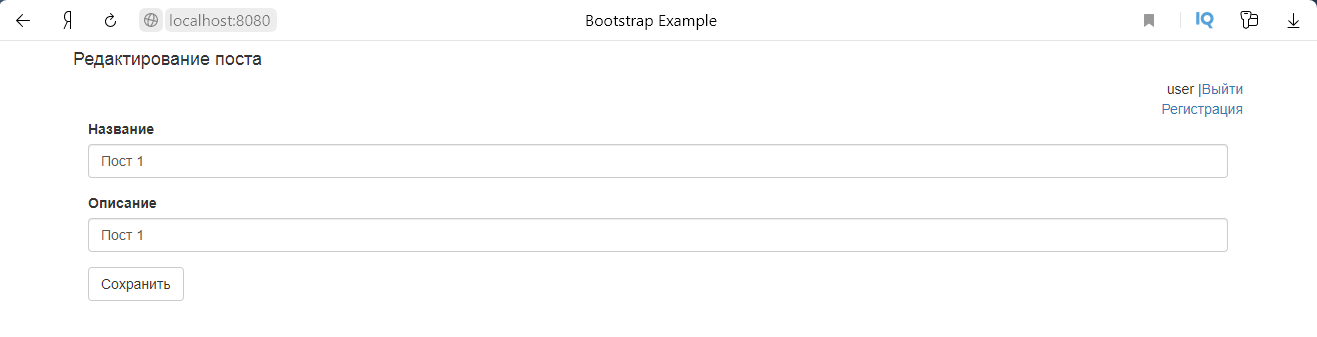 Я localhost:8080 Bootstrap Example IQ
Редактирование поста
user |Выйти
Регистрация
Название
Пост 1
Описание
Пост 1
Сохранить